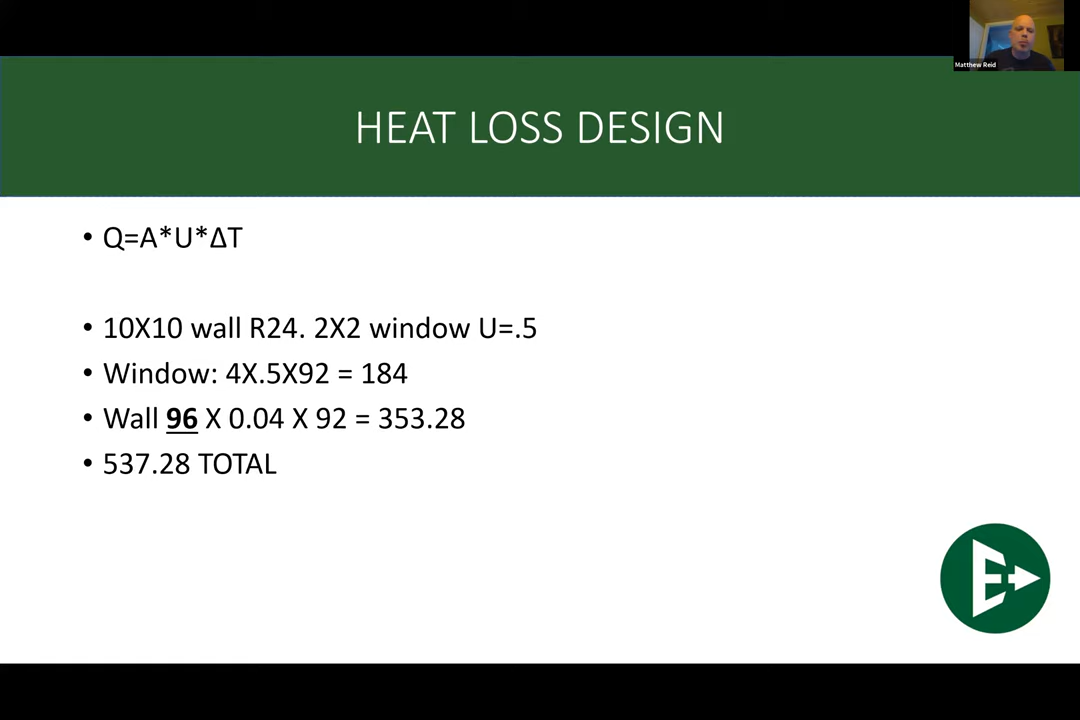 Matthew Reid
HEAT LOSS DESIGN
• Q=A*U*ΔT
• 10X10 wall R24. 2X2 window U=.5
• Window: 4X.5X92 = 184
• Wall 96 X 0.04 X 92 = 353.28
• 537.28 TOTAL
E